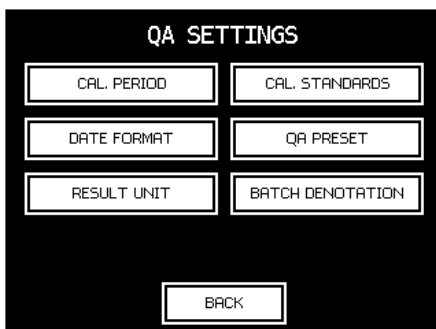 QA SETTINGS
CAL. PERIOD CAL. STANDARDS
DATE FORMAT QA PRESET
RESULT UNIT BATCH DENOTATION
BACK